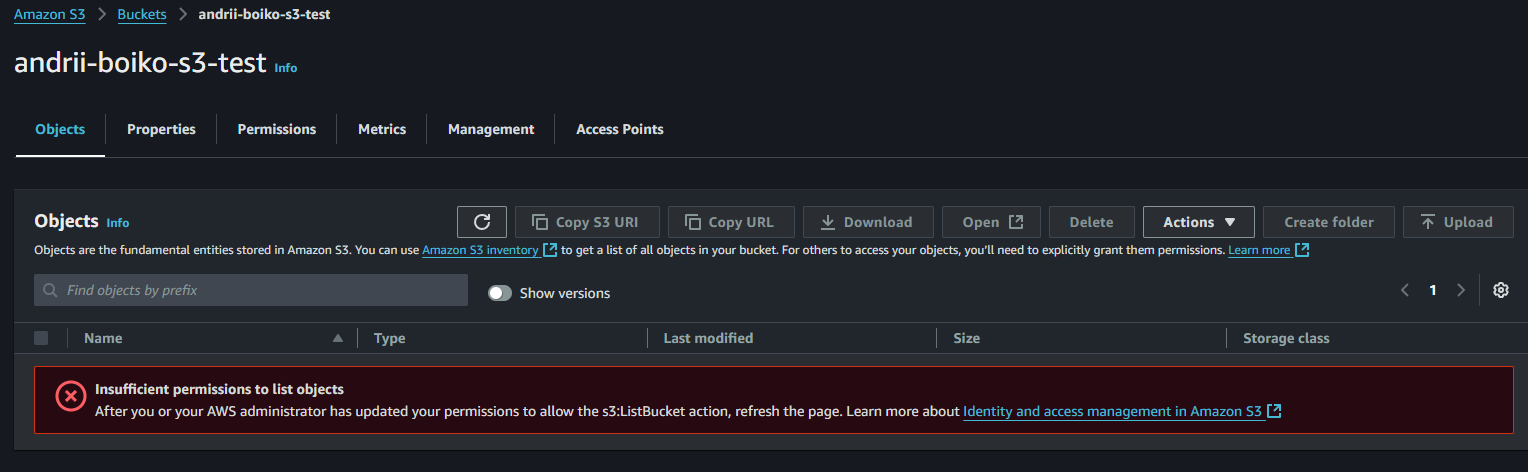 Amazon S3 > Buckets > andrii-boiko-s3-test
andrii-boiko-s3-test Info
Objects Properties Permissions Metrics Management Access Points
Objects Info Copy S3 URI Copy URL Download Open Delete Actions Create folder Upload
Objects are the fundamental entities stored in Amazon S3. You can use Amazon S3 inventory to get a list of all objects in your bucket. For others to access your objects, you'll need to explicitly grant them permissions. Learn more
Find objects by prefix Show versions 1
Name Type Last modified Size Storage class
Insufficient permissions to list objects
After you or your AWS administrator has updated your permissions to allow the s3:ListBucket action, refresh the page. Learn more about Identity and access management in Amazon S3